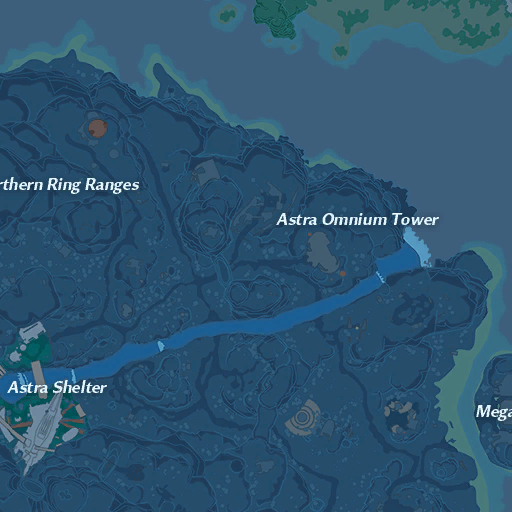 rthern Ring Ranges
Astra Omnium Tower
Astra Shelter
Mega